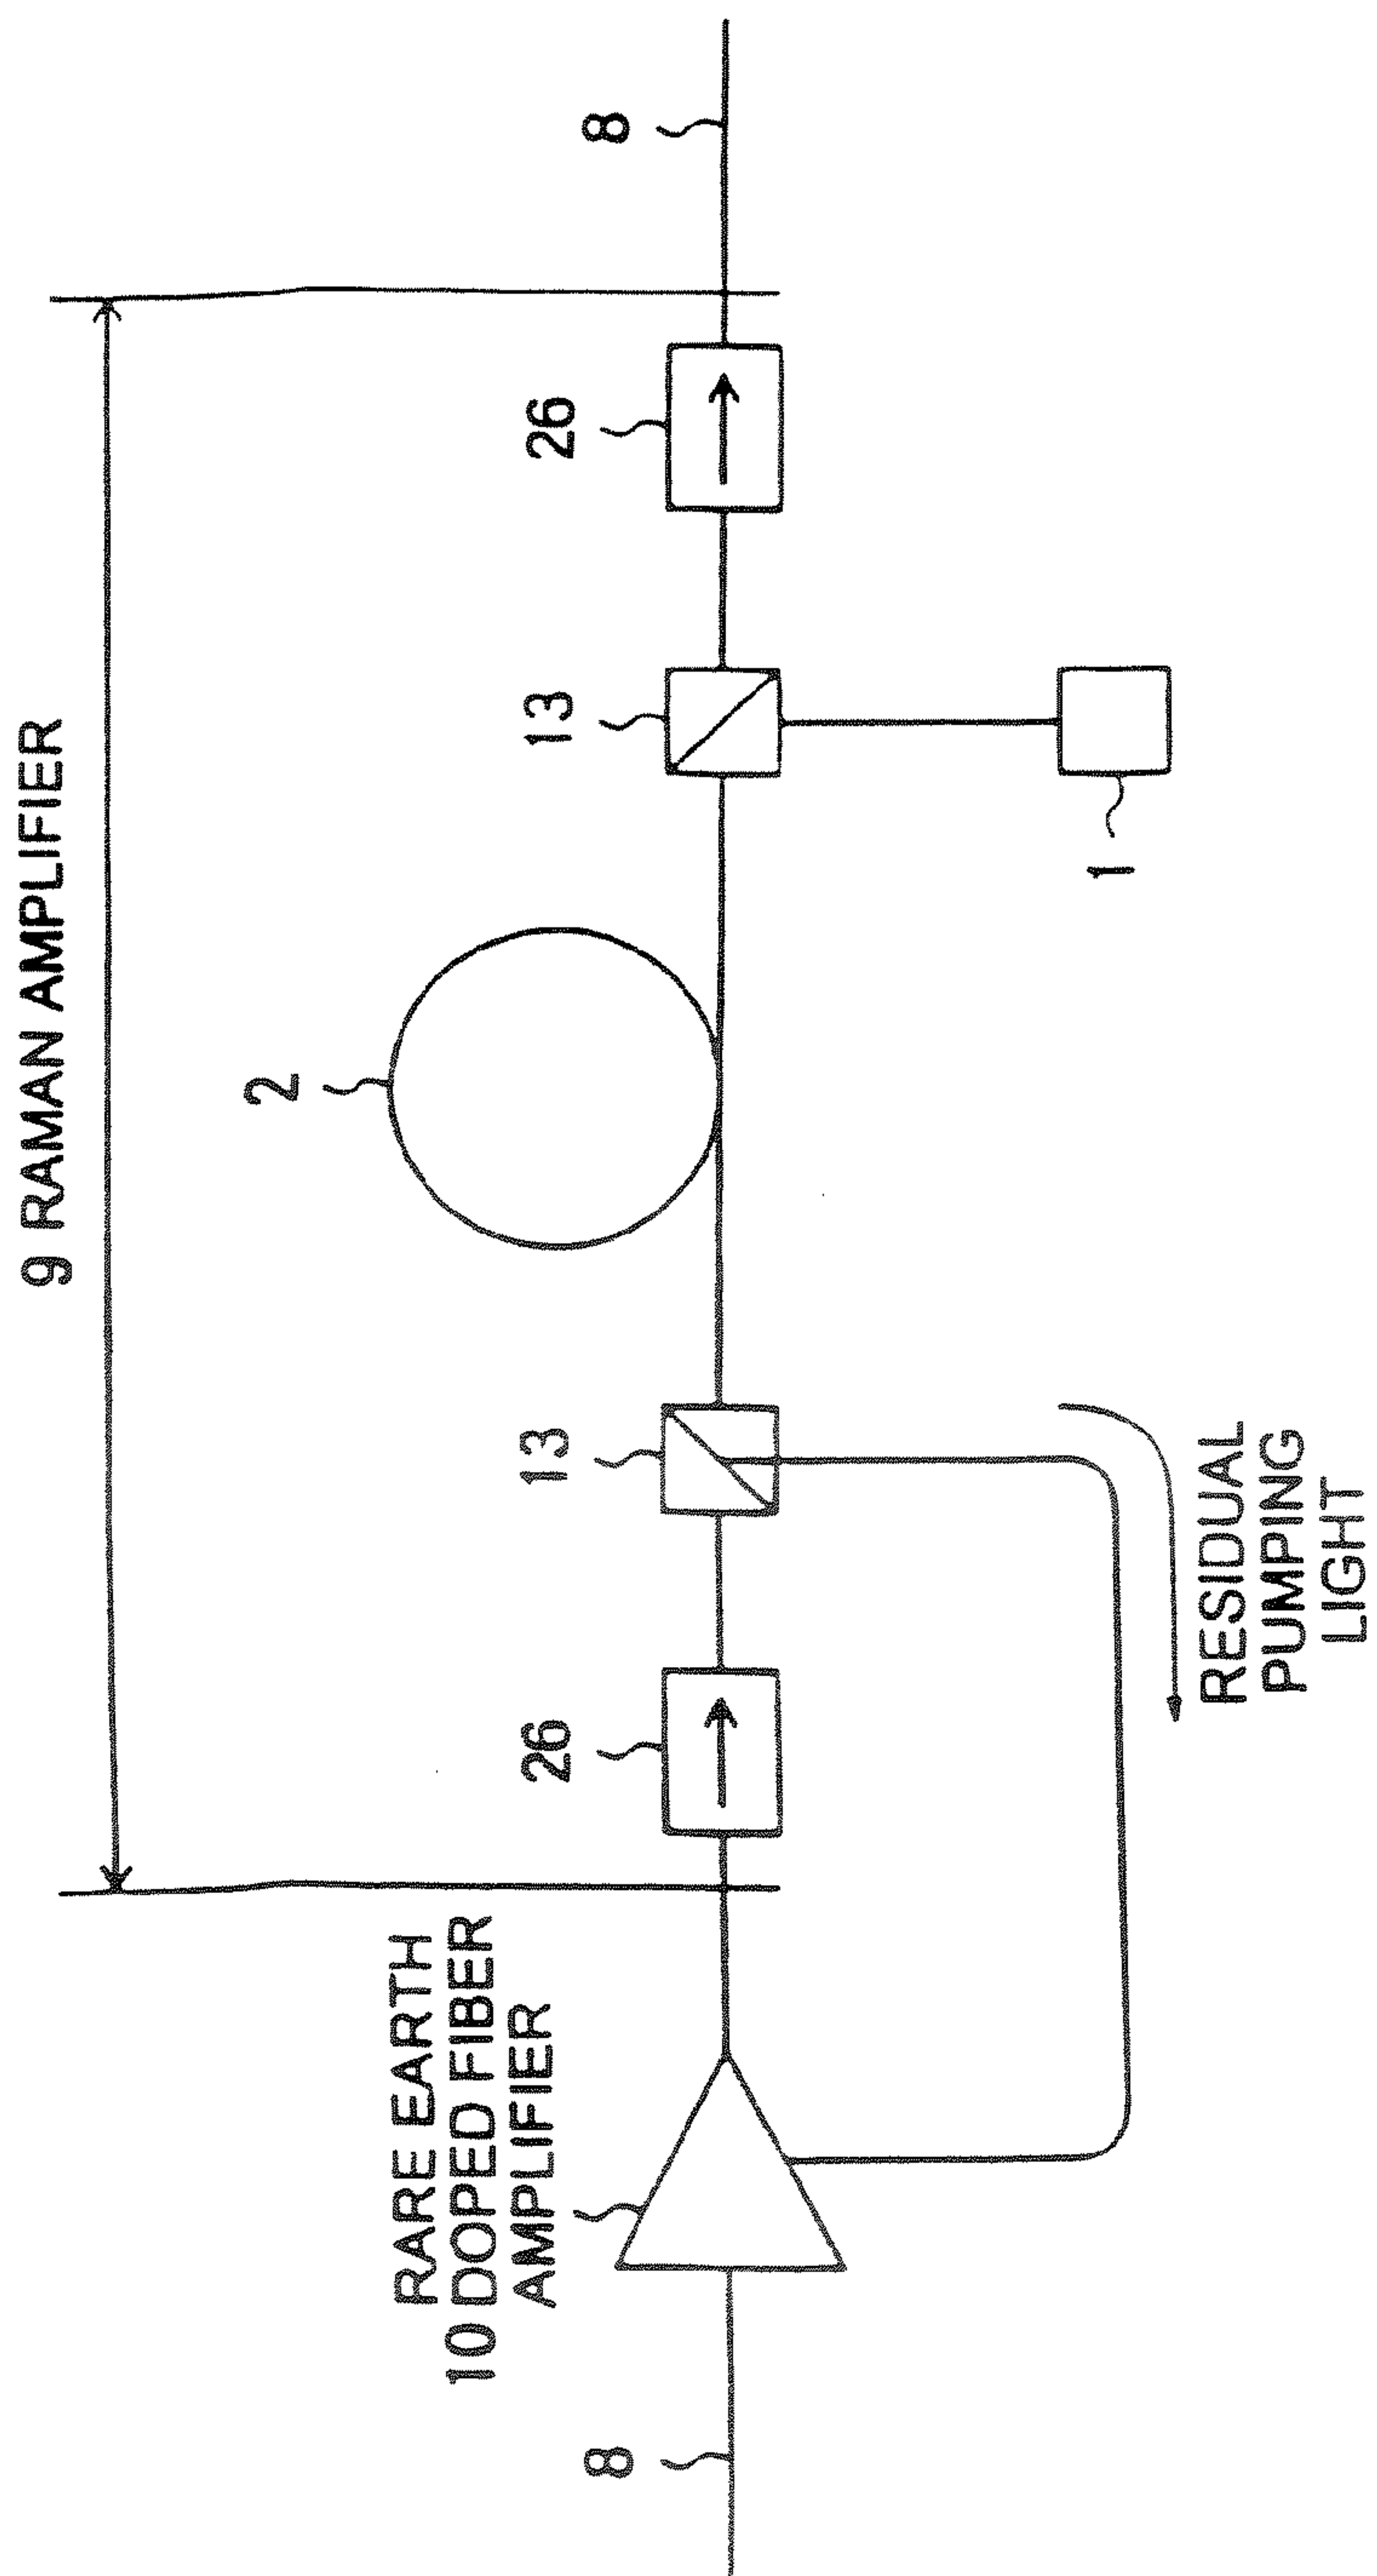 9 RAMAN AMPLIFIER
RARE EARTH
10 DOPED FIBER
AMPLIFIER
8
26
13
2
13
26
8
1
RESIDUAL
PUMPING
LIGHT